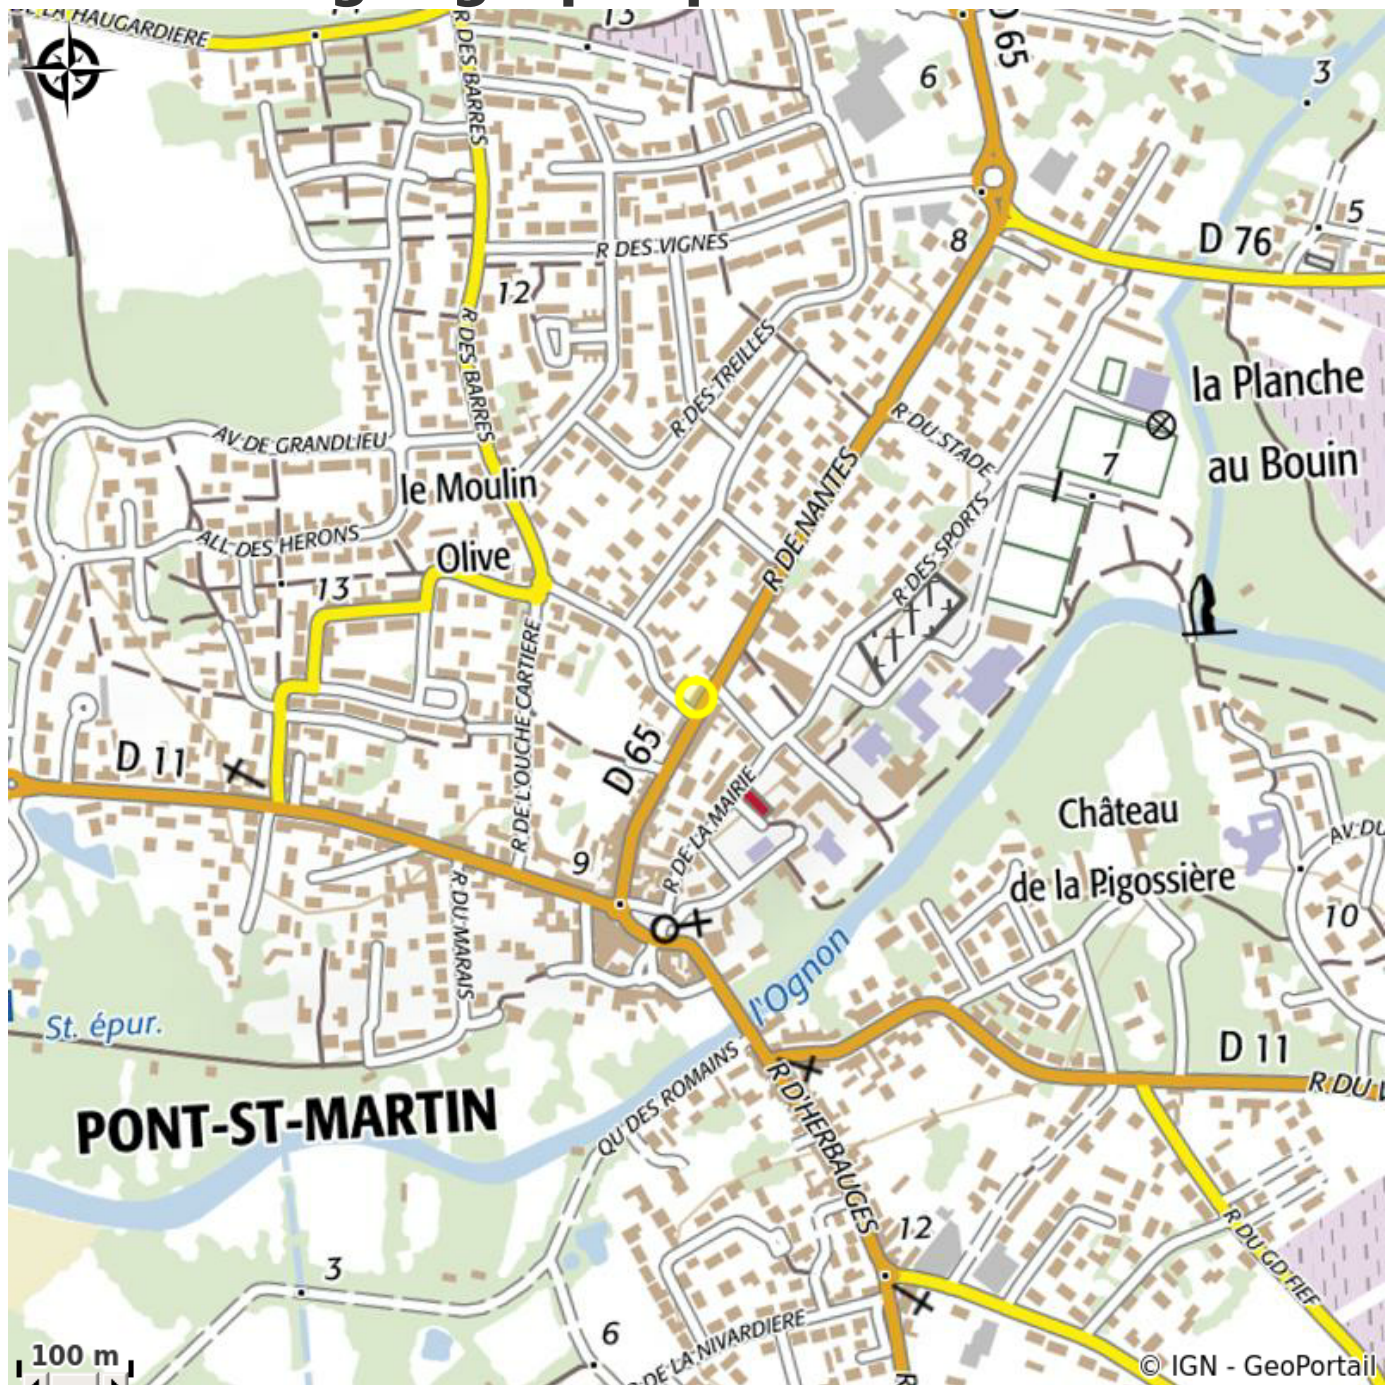 DE LA HAUGARDIERE
R DES BARRES
13
D 65
6
3
5
D 76
8
R DES VIGNES
12
R DES BARRES
R DES TREILLES
la Planche
au Bouin
R DU STADE
AV DE GRANDLIEU
le Moulin
Olive
7
R DE NANTES
R DES SPORTS
ALL DES HERONS
13
R DE L'OUCHE CARTIERE
D 65
D 11
R DE LA MAIRIE
Château
de la Pigossière
AV DU
9
R DU MARAIS
10
l'Ognon
St. épur.
D 11
R DU V
PONT-ST-MARTIN
QU DES ROMAINS
R D'HERBAUGES
12
R DU GD FIEF
3
6
DE LA NIVARDIERE
R
100 m
© IGN - GeoPortail